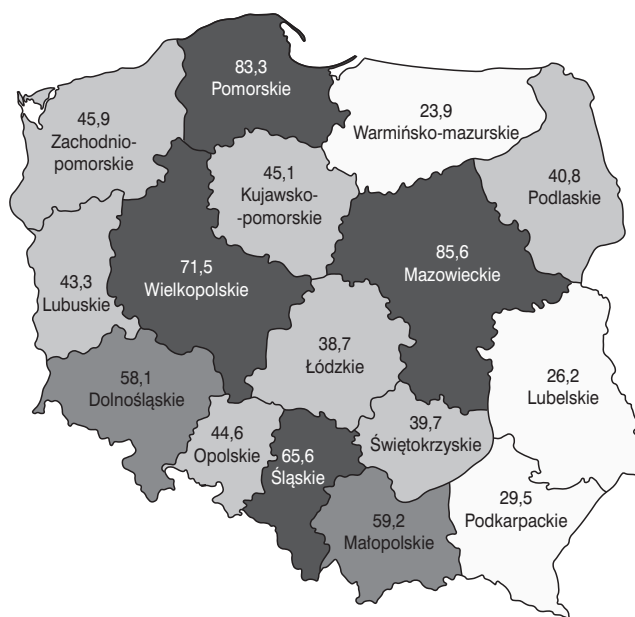 83,3
Pomorskie
45,9
Zachodnio-
pomorskie
23,9
Warmińsko-mazurskie
45,1
Kujawsko-
-pomorskie
40,8
Podlaskie
43,3
Lubuskie
71,5
Wielkopolskie
85,6
Mazowieckie
38,7
Łódzkie
58,1
Dolnośląskie
26,2
Lubelskie
44,6
Opolskie
65,6
Śląskie
39,7
Świętokrzyskie
59,2
Małopolskie
29,5
Podkarpackie